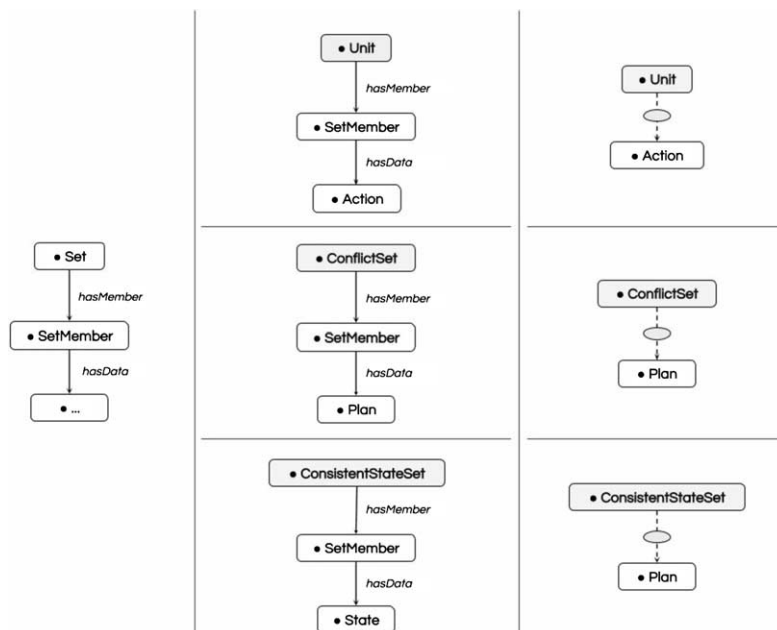 • Set
hasMember
• SetMember
hasData
• ...
• Unit
hasMember
• SetMember
hasData
• Action
• ConflictSet
hasMember
• SetMember
hasData
• Plan
• ConsistentStateSet
hasMember
• SetMember
hasData
• State
• Unit
• Action
• ConflictSet
• Plan
• ConsistentStateSet
• Plan